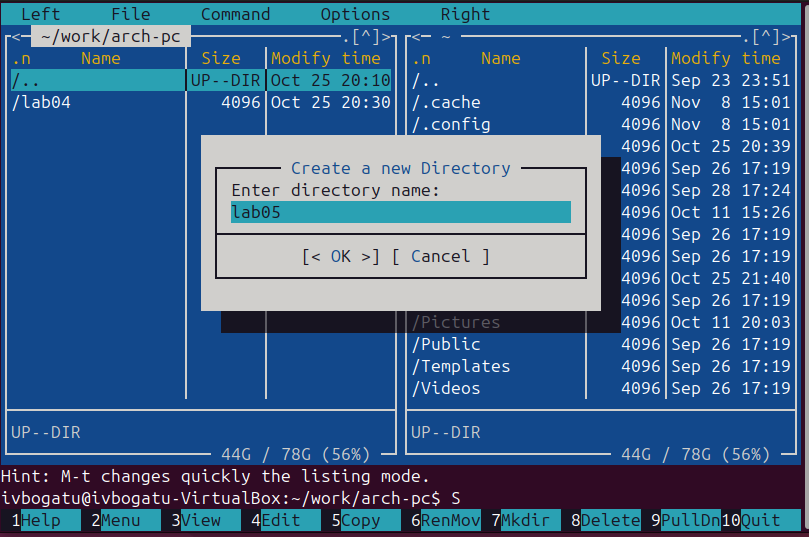 Left File Command Options Right
<─ ~/work/arch-pc ─.[^]> <─ ~ ─.[^]>
.n Name Size Modify time .n Name Size Modify time
/.. UP--DIR Oct 25 20:10 /.. UP--DIR Sep 23 23:51
/lab04 4096 Oct 25 20:30 /.cache 4096 Nov 8 15:01
/.config 4096 Nov 8 15:01
4096 Oct 25 20:39
Create a new Directory 4096 Sep 26 17:19
Enter directory name: 4096 Sep 28 17:24
lab05 4096 Oct 11 15:26
4096 Sep 26 17:19
[< OK >] [ Cancel ] 4096 Sep 26 17:19
4096 Oct 25 21:40
4096 Sep 26 17:19
/Pictures 4096 Oct 11 20:03
/Public 4096 Sep 26 17:19
/Templates 4096 Sep 26 17:19
/Videos 4096 Sep 26 17:19
UP--DIR UP--DIR
44G / 78G (56%) 44G / 78G (56%)
Hint: M-t changes quickly the listing mode.
ivbogatu@ivbogatu-VirtualBox:~/work/arch-pc$ S
1Help 2Menu 3View 4Edit 5Copy 6RenMov 7Mkdir 8Delete 9PullDn 10Quit